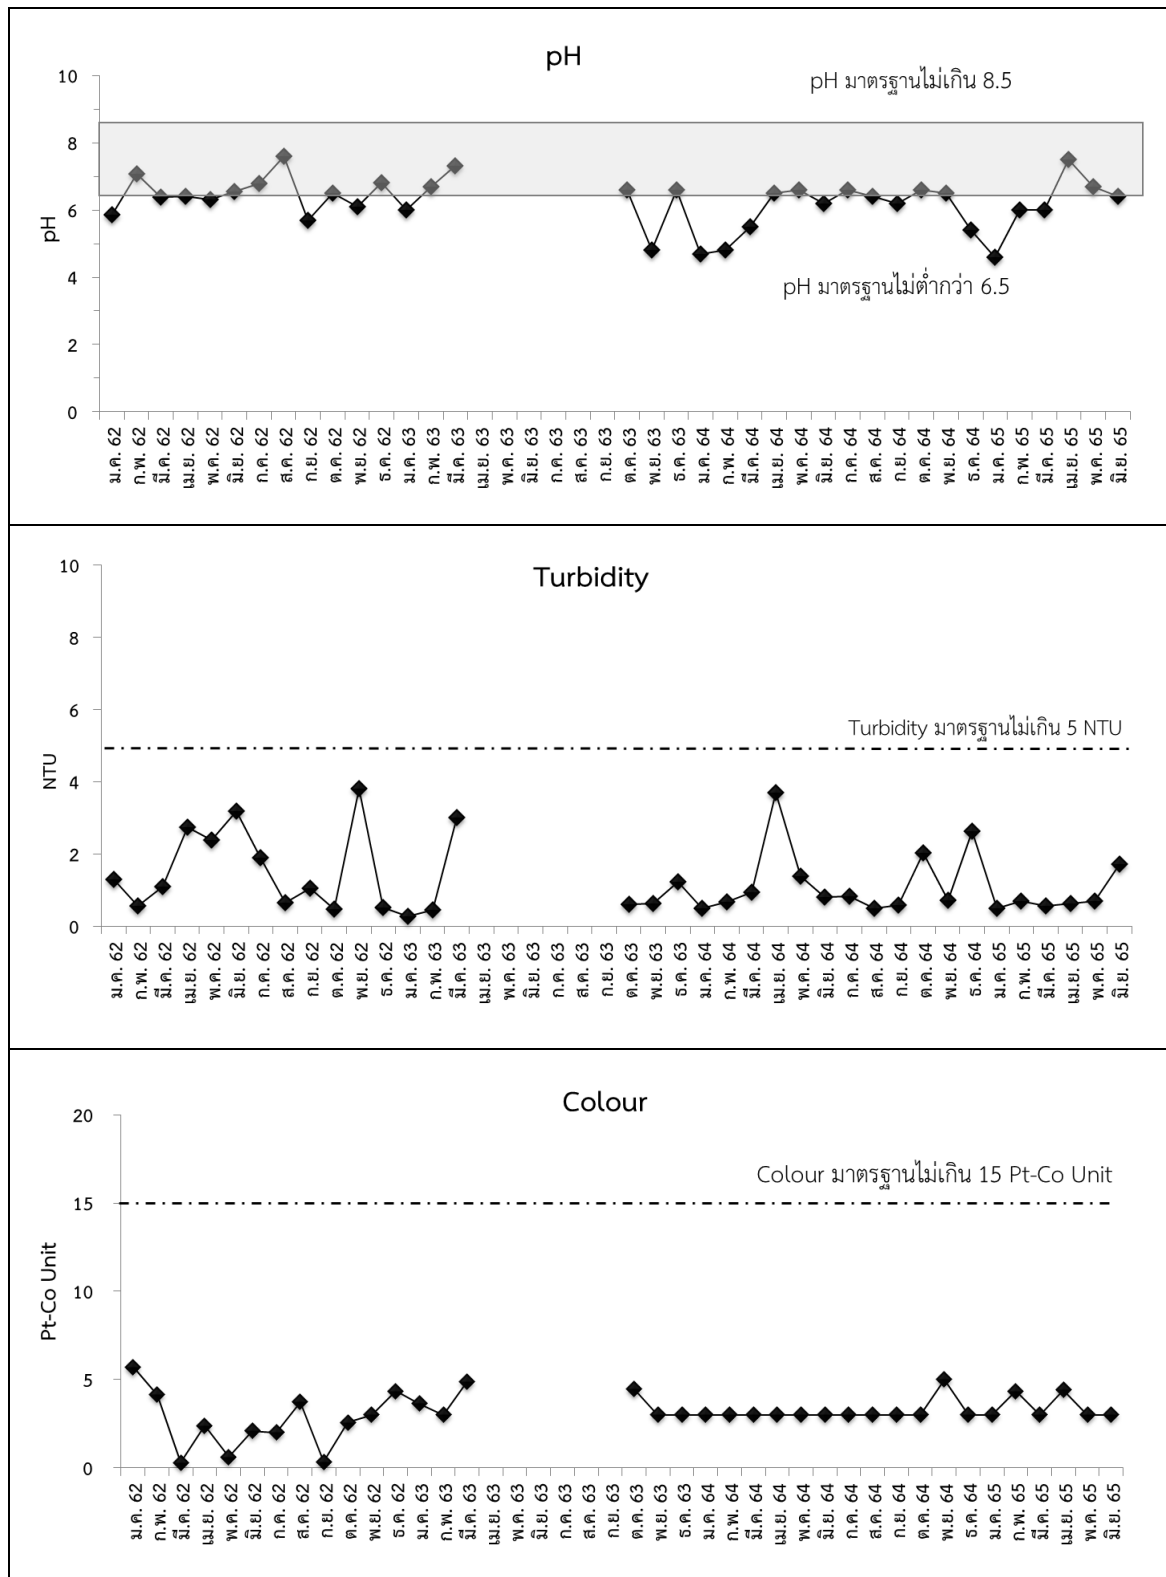 pH
pH มาตรฐานไม่เกิน 8.5
10
8
6
4
2
0
pH
pH มาตรฐานไม่ต่ำกว่า 6.5
ม.ค. 62
ก.พ. 62
มี.ค. 62
เม.ย. 62
พ.ค. 62
มิ.ย. 62
ก.ค. 62
ส.ค. 62
ก.ย. 62
ต.ค. 62
พ.ย. 62
ธ.ค. 62
ม.ค. 63
ก.พ. 63
มี.ค. 63
เม.ย. 63
พ.ค. 63
มิ.ย. 63
ก.ค. 63
ส.ค. 63
ก.ย. 63
ต.ค. 63
พ.ย. 63
ธ.ค. 63
ม.ค. 64
ก.พ. 64
มี.ค. 64
เม.ย. 64
พ.ค. 64
มิ.ย. 64
ก.ค. 64
ส.ค. 64
ก.ย. 64
ต.ค. 64
พ.ย. 64
ธ.ค. 64
ม.ค. 65
ก.พ. 65
มี.ค. 65
เม.ย. 65
พ.ค. 65
มิ.ย. 65
Turbidity
10
8
6
4
2
0
NTU
Turbidity มาตรฐานไม่เกิน 5 NTU
ม.ค. 62
ก.พ. 62
มี.ค. 62
เม.ย. 62
พ.ค. 62
มิ.ย. 62
ก.ค. 62
ส.ค. 62
ก.ย. 62
ต.ค. 62
พ.ย. 62
ธ.ค. 62
ม.ค. 63
ก.พ. 63
มี.ค. 63
เม.ย. 63
พ.ค. 63
มิ.ย. 63
ก.ค. 63
ส.ค. 63
ก.ย. 63
ต.ค. 63
พ.ย. 63
ธ.ค. 63
ม.ค. 64
ก.พ. 64
มี.ค. 64
เม.ย. 64
พ.ค. 64
มิ.ย. 64
ก.ค. 64
ส.ค. 64
ก.ย. 64
ต.ค. 64
พ.ย. 64
ธ.ค. 64
ม.ค. 65
ก.พ. 65
มี.ค. 65
เม.ย. 65
พ.ค. 65
มิ.ย. 65
Colour
20
15
10
5
0
Pt-Co Unit
Colour มาตรฐานไม่เกิน 15 Pt-Co Unit
ม.ค. 62
ก.พ. 62
มี.ค. 62
เม.ย. 62
พ.ค. 62
มิ.ย. 62
ก.ค. 62
ส.ค. 62
ก.ย. 62
ต.ค. 62
พ.ย. 62
ธ.ค. 62
ม.ค. 63
ก.พ. 63
มี.ค. 63
เม.ย. 63
พ.ค. 63
มิ.ย. 63
ก.ค. 63
ส.ค. 63
ก.ย. 63
ต.ค. 63
พ.ย. 63
ธ.ค. 63
ม.ค. 64
ก.พ. 64
มี.ค. 64
เม.ย. 64
พ.ค. 64
มิ.ย. 64
ก.ค. 64
ส.ค. 64
ก.ย. 64
ต.ค. 64
พ.ย. 64
ธ.ค. 64
ม.ค. 65
ก.พ. 65
มี.ค. 65
เม.ย. 65
พ.ค. 65
มิ.ย. 65